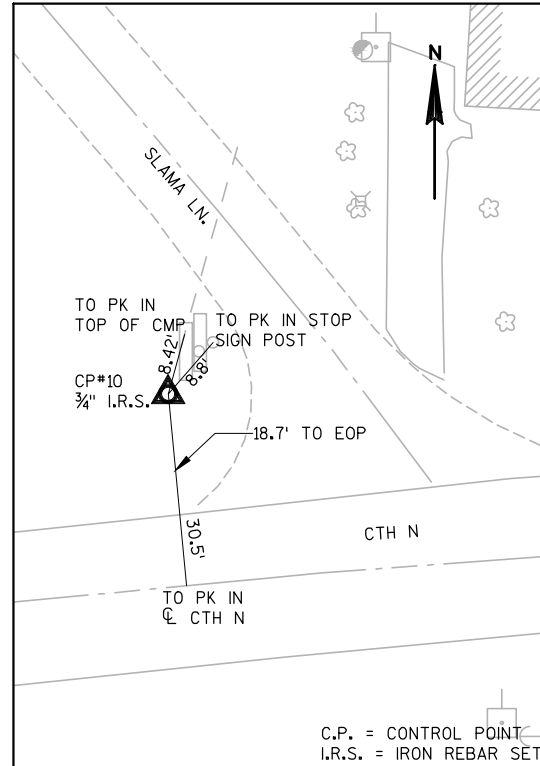 N
SLAMA LN.
TO PK IN
TOP OF CMP
8.42'
TO PK IN STOP
SIGN POST
8.8'
CP#10
¾" I.R.S.
18.7' TO EOP
30.5'
CTH N
TO PK IN
℄ CTH N
C.P. = CONTROL POINT
I.R.S. = IRON REBAR SET